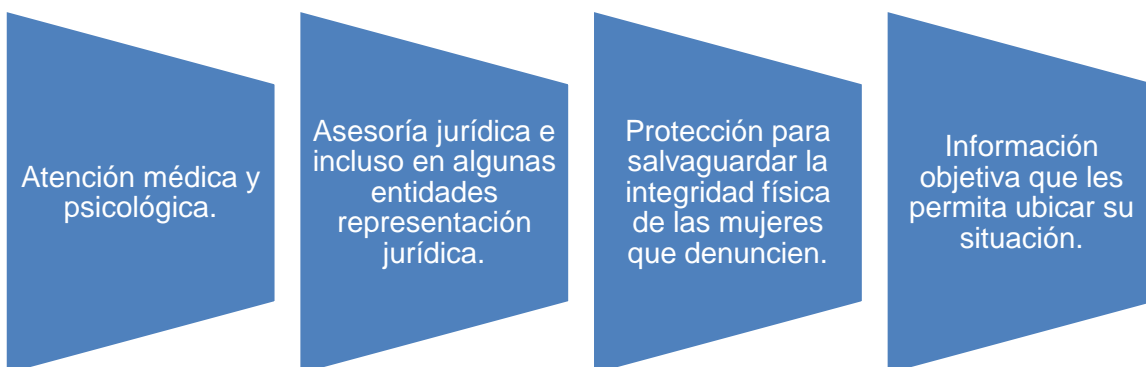 Atención médica y
psicológica.
Asesoría jurídica e
incluso en algunas
entidades
representación
jurídica.
Protección para
salvaguardar la
integridad física
de las mujeres
que denuncien.
Información
objetiva que les
permita ubicar su
situación.